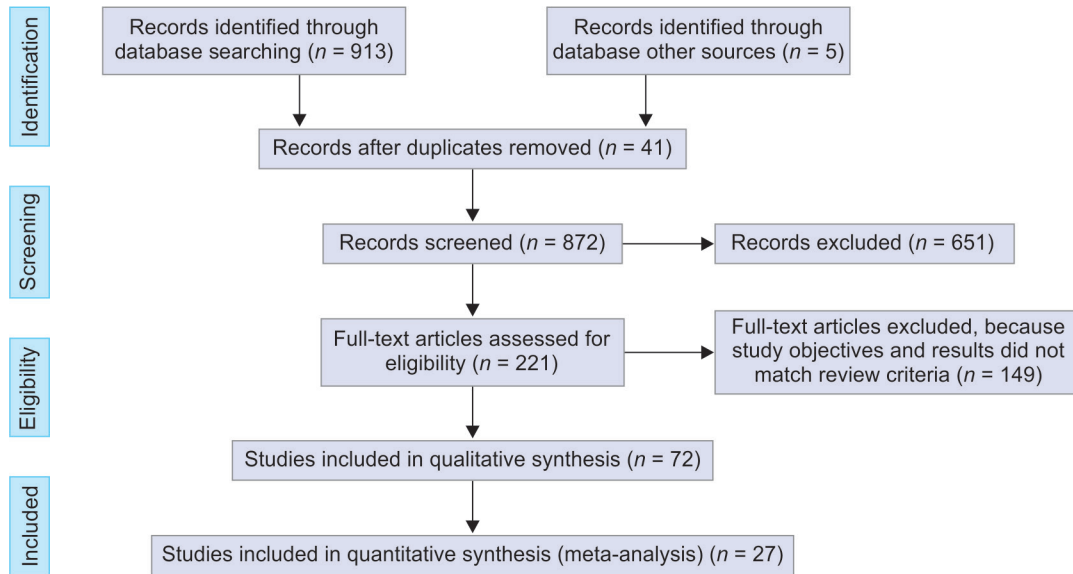 Identification
Records identified through
database searching (n = 913)
Records identified through
database other sources (n = 5)
Records after duplicates removed (n = 41)
Screening
Records screened (n = 872)
Records excluded (n = 651)
Eligibility
Full-text articles assessed for
eligibility (n = 221)
Full-text articles excluded, because
study objectives and results did not
match review criteria (n = 149)
Studies included in qualitative synthesis (n = 72)
Included
Studies included in quantitative synthesis (meta-analysis) (n = 27)